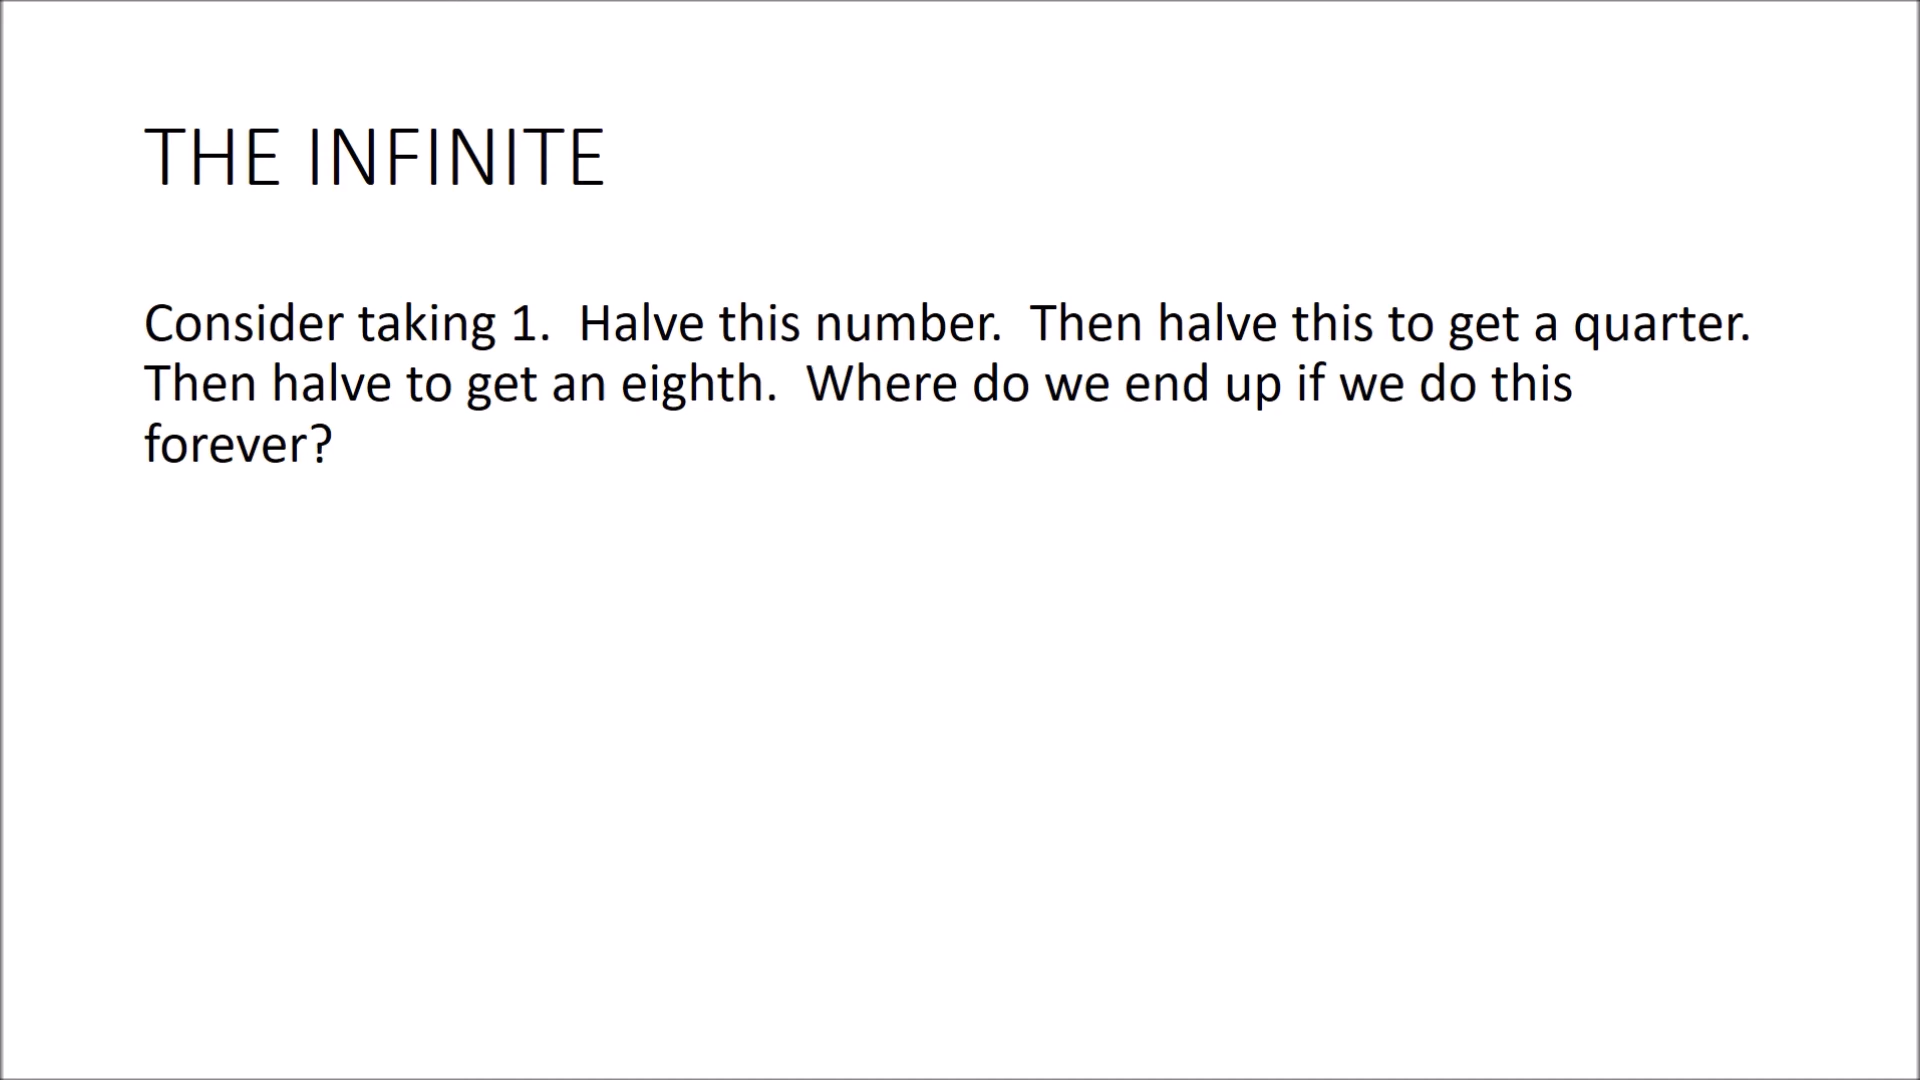 THE INFINITE
Consider taking 1.  Halve this number.  Then halve this to get a quarter.
Then halve to get an eighth.  Where do we end up if we do this
forever?